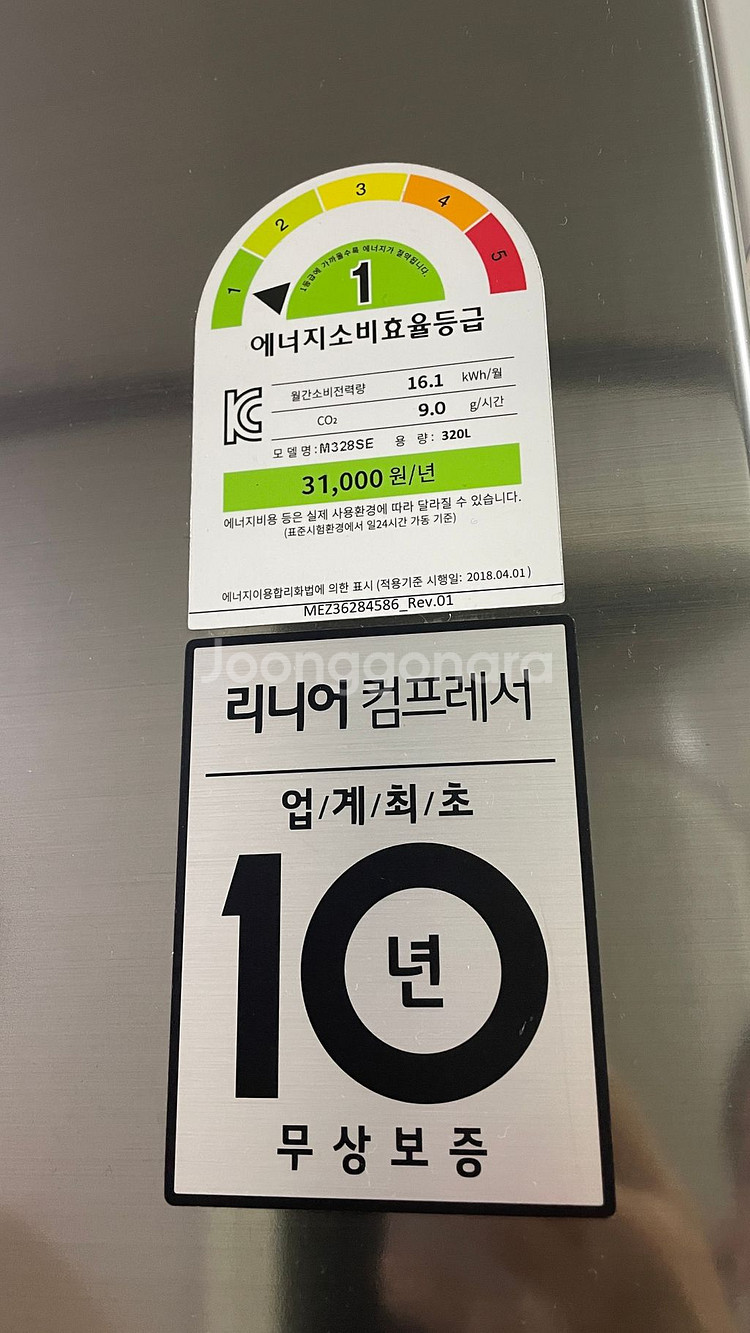 1 2 3 4 5
1등급에 가까울수록 에너지가 절약됩니다.
1
에너지소비효율등급
월간소비전력량 16.1 kWh/월
CO₂ 9.0 g/시간
모델명:M328SE 용 량: 320L
31,000 원/년
에너지비용 등은 실제 사용환경에 따라 달라질 수 있습니다.
(표준시험환경에서 일24시간 가동 기준)
에너지이용합리화법에 의한 표시 (적용기준 시행일: 2018.04.01)
MEZ36284586_Rev.01
Joonggonara
리니어 컴프레서
업/계/최/초
10년
무상보증